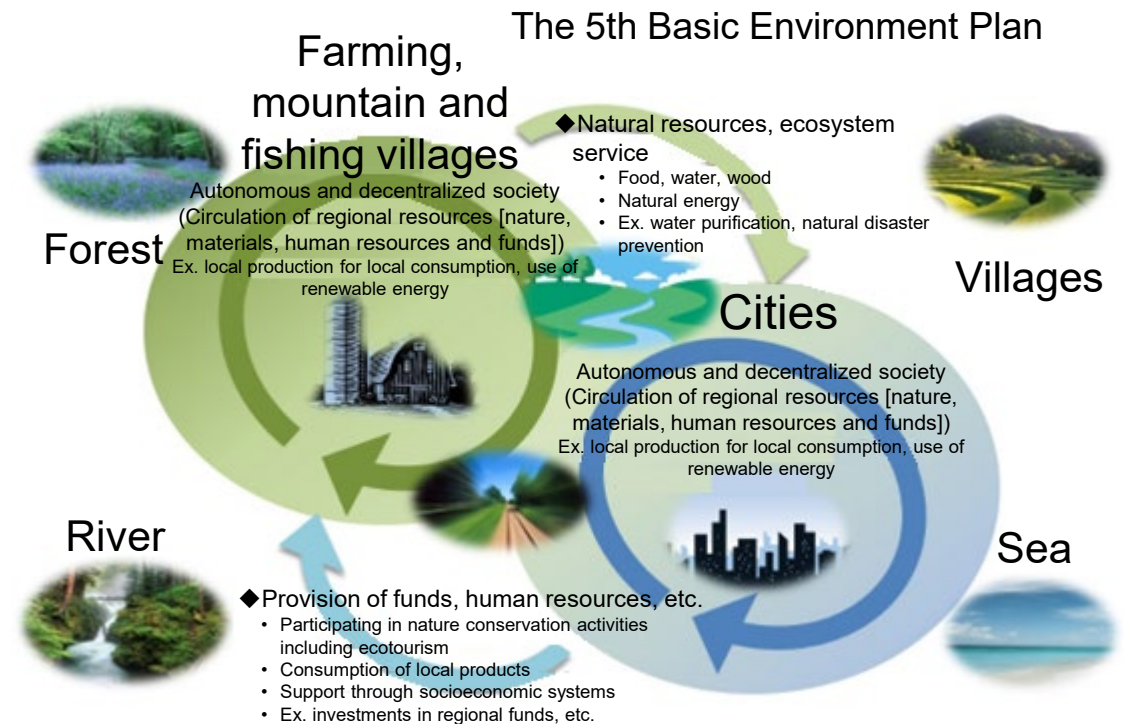 The 5th Basic Environment Plan
Farming,
mountain and
fishing villages
Autonomous and decentralized society
(Circulation of regional resources [nature,
materials, human resources and funds])
Ex. local production for local consumption, use of
renewable energy
◆Natural resources, ecosystem
service
• Food, water, wood
• Natural energy
• Ex. water purification, natural disaster
prevention
Forest
Villages
Cities
Autonomous and decentralized society
(Circulation of regional resources [nature,
materials, human resources and funds])
Ex. local production for local consumption, use of
renewable energy
River
Sea
◆Provision of funds, human resources, etc.
• Participating in nature conservation activities
including ecotourism
• Consumption of local products
• Support through socioeconomic systems
• Ex. investments in regional funds, etc.